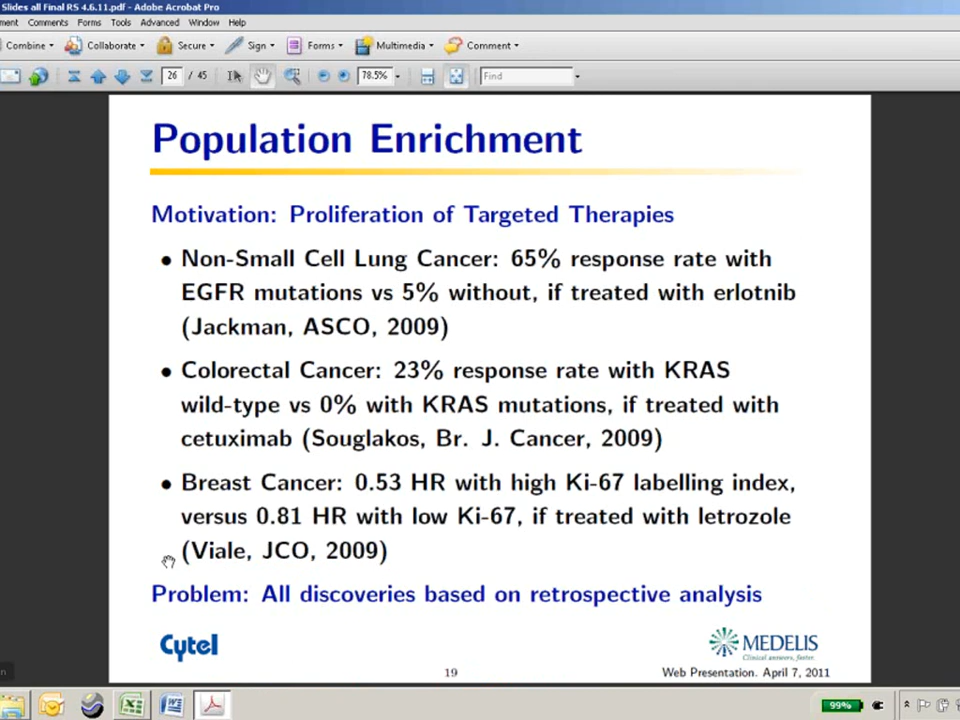 Slides all Final RS 4.6.11.pdf - Adobe Acrobat Pro
ment Comments Forms Tools Advanced Window Help
Combine Collaborate Secure Sign Forms Multimedia Comment
26 / 45 78.5% Find
Population Enrichment
Motivation: Proliferation of Targeted Therapies
• Non-Small Cell Lung Cancer: 65% response rate with
EGFR mutations vs 5% without, if treated with erlotnib
(Jackman, ASCO, 2009)
• Colorectal Cancer: 23% response rate with KRAS
wild-type vs 0% with KRAS mutations, if treated with
cetuximab (Souglakos, Br. J. Cancer, 2009)
• Breast Cancer: 0.53 HR with high Ki-67 labelling index,
versus 0.81 HR with low Ki-67, if treated with letrozole
(Viale, JCO, 2009)
Problem: All discoveries based on retrospective analysis
Cytel
MEDELIS
Clinical answers, faster.
19
Web Presentation. April 7, 2011
99%